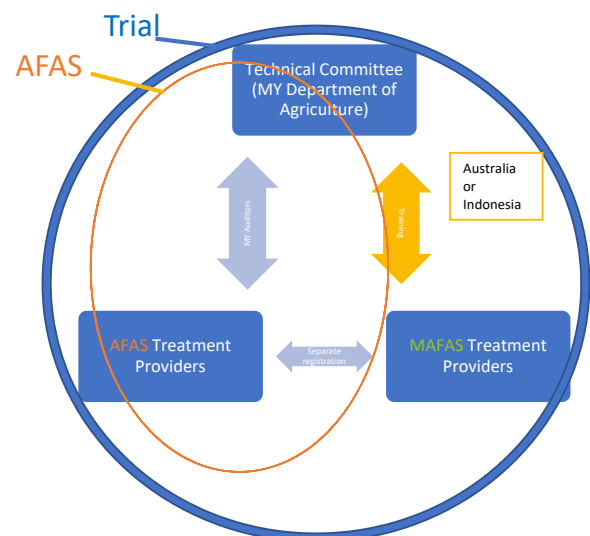 Trial
AFAS
Technical Committee
(MY Department of
Agriculture)
Australia
or
Indonesia
MY Auditors
Training
AFAS Treatment
Providers
Separate
registration
MAFAS Treatment
Providers